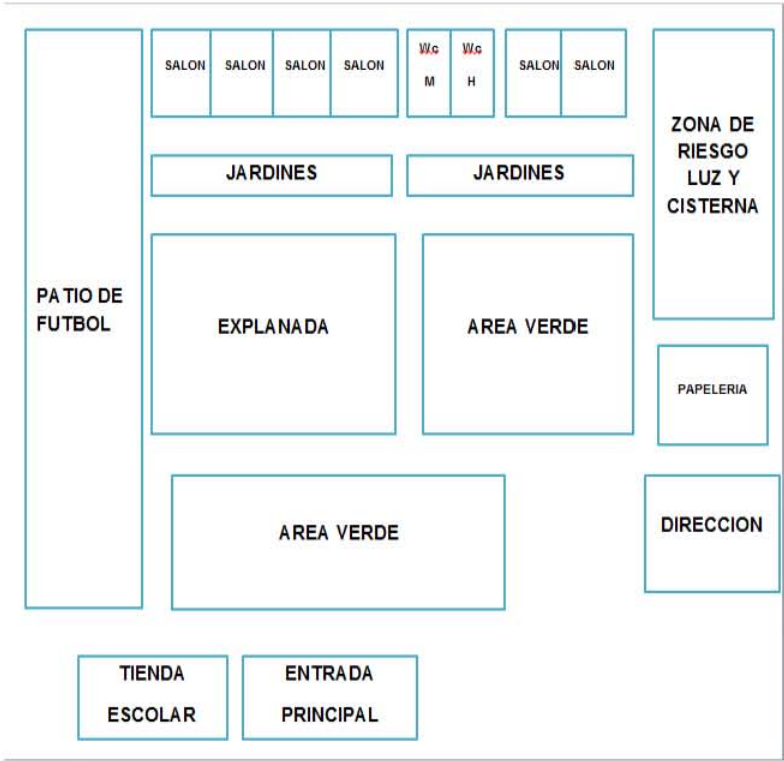 SALON SALON SALON SALON
Wc Wc
M H
SALON SALON
ZONA DE
RIESGO
LUZ Y
CISTERNA
JARDINES
JARDINES
PATIO DE
FUTBOL
EXPLANADA
AREA VERDE
PAPELERIA
AREA VERDE
DIRECCION
TIENDA
ESCOLAR
ENTRADA
PRINCIPAL